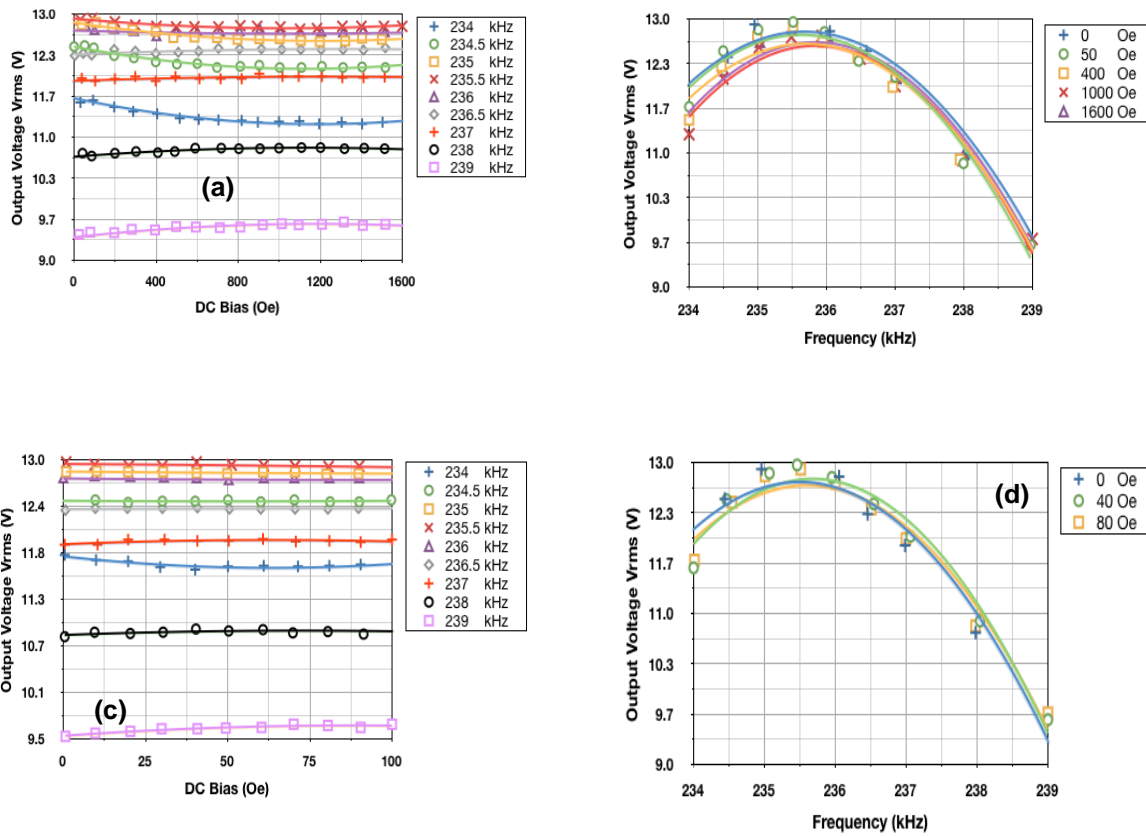 13.0
12.3
11.7
11.0
10.3
9.7
9.0
Output Voltage Vrms (V)
0
400
800
1200
1600
DC Bias (Oe)
(a)
234 kHz
234.5 kHz
235 kHz
235.5 kHz
236 kHz
236.5 kHz
237 kHz
238 kHz
239 kHz
13.0
12.3
11.7
11.0
10.3
9.7
9.0
Output Voltage Vrms (V)
234
235
236
237
238
239
Frequency (kHz)
0 Oe
50 Oe
400 Oe
1000 Oe
1600 Oe
13.0
12.4
11.8
11.3
10.7
10.1
9.5
Output Voltage Vrms (V)
0
25
50
75
100
DC Bias (Oe)
(c)
234 kHz
234.5 kHz
235 kHz
235.5 kHz
236 kHz
236.5 kHz
237 kHz
238 kHz
239 kHz
13.0
12.3
11.7
11.0
10.3
9.7
9.0
Output Voltage Vrms (V)
234
235
236
237
238
239
Frequency (kHz)
(d)
0 Oe
40 Oe
80 Oe